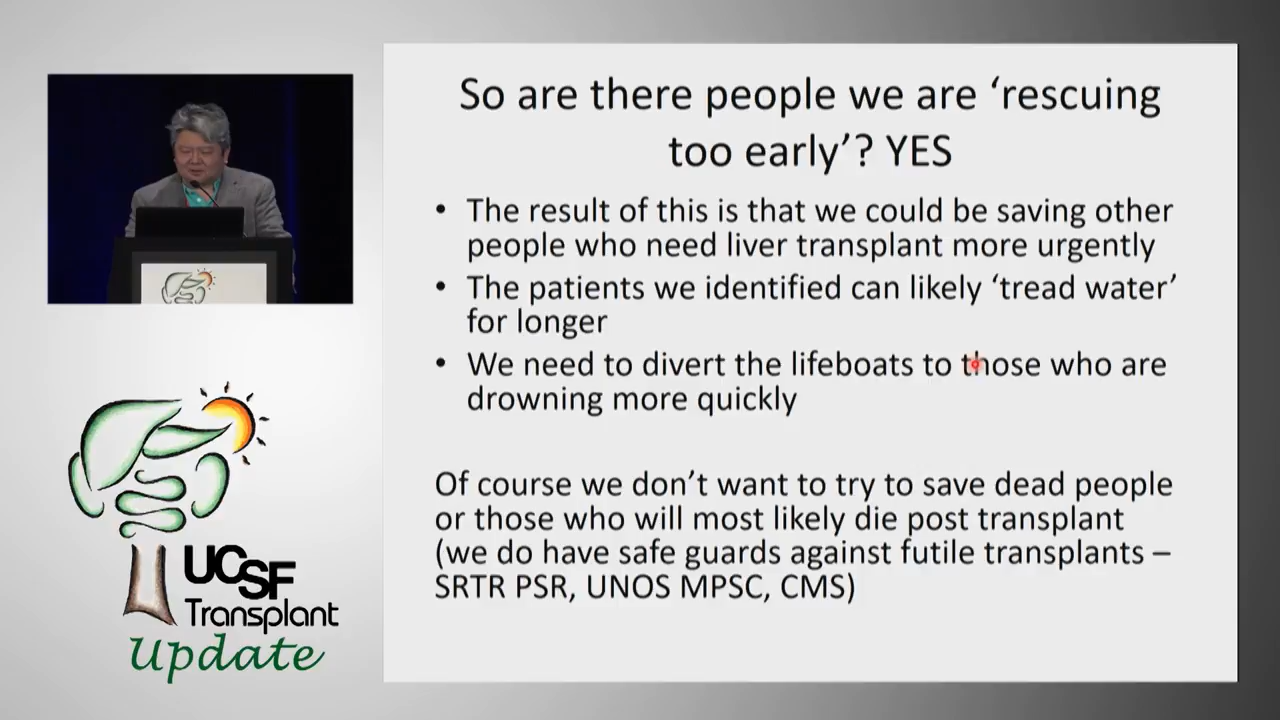 So are there people we are ‘rescuing
too early’? YES
• The result of this is that we could be saving other
people who need liver transplant more urgently
• The patients we identified can likely ‘tread water’
for longer
• We need to divert the lifeboats to those who are
drowning more quickly
Of course we don’t want to try to save dead people
or those who will most likely die post transplant
(we do have safe guards against futile transplants –
SRTR PSR, UNOS MPSC, CMS)
UCSF
Transplant
Update